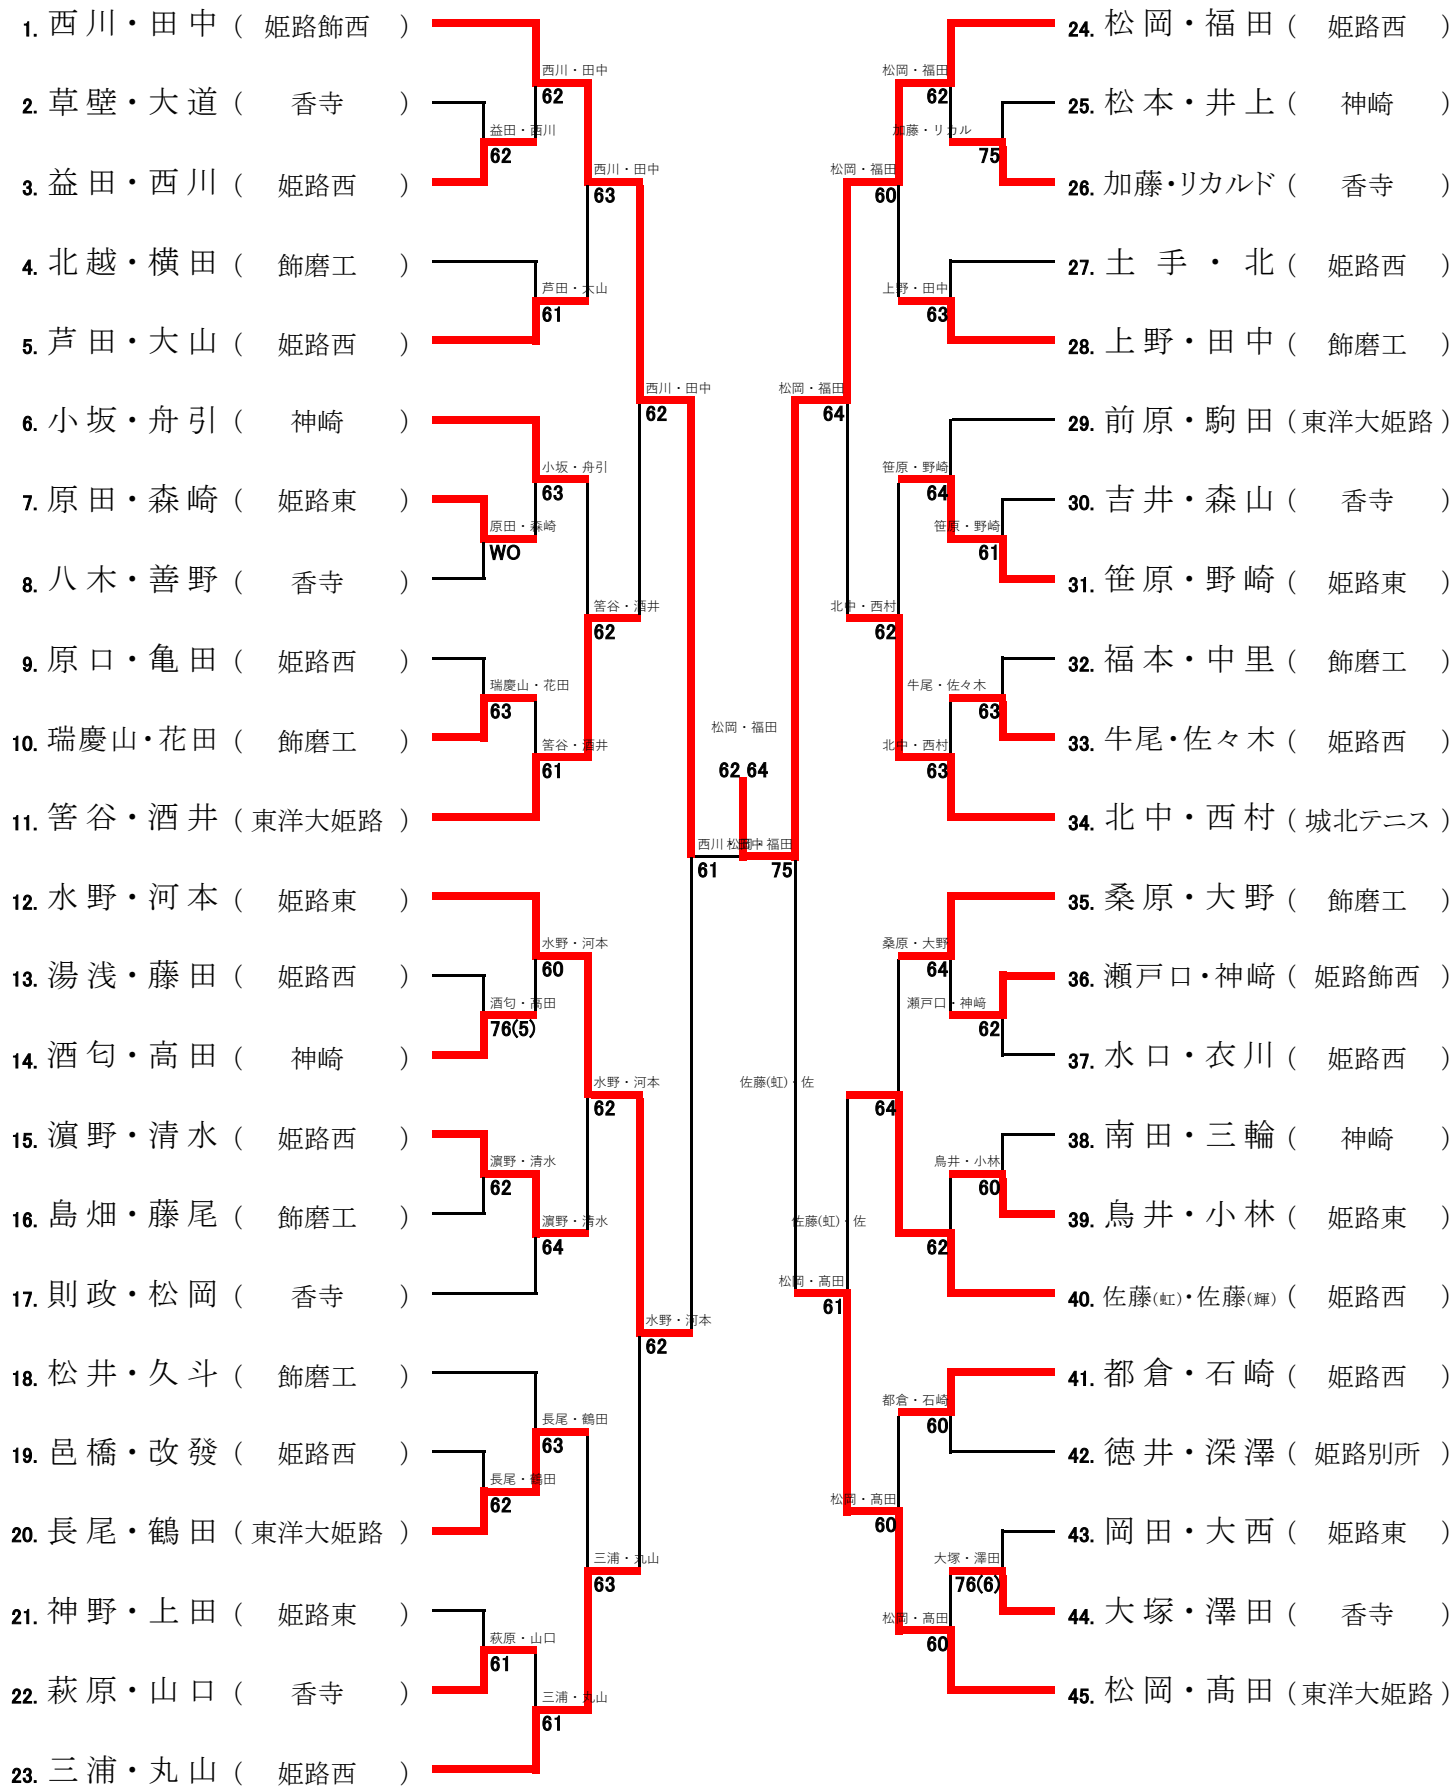 1. 西川・田中 ( 姫路飾西 )
2. 草壁・大道 ( 香寺 )
3. 益田・西川 ( 姫路西 )
4. 北越・横田 ( 飾磨工 )
5. 芦田・大山 ( 姫路西 )
6. 小坂・舟引 ( 神崎 )
7. 原田・森崎 ( 姫路東 )
8. 八木・善野 ( 香寺 )
9. 原口・亀田 ( 姫路西 )
10. 瑞慶山・花田 ( 飾磨工 )
11. 筈谷・酒井 ( 東洋大姫路 )
12. 水野・河本 ( 姫路東 )
13. 湯浅・藤田 ( 姫路西 )
14. 酒匂・高田 ( 神崎 )
15. 濵野・清水 ( 姫路西 )
16. 島畑・藤尾 ( 飾磨工 )
17. 則政・松岡 ( 香寺 )
18. 松井・久斗 ( 飾磨工 )
19. 邑橋・改發 ( 姫路西 )
20. 長尾・鶴田 ( 東洋大姫路 )
21. 神野・上田 ( 姫路東 )
22. 萩原・山口 ( 香寺 )
23. 三浦・丸山 ( 姫路西 )
益田・西川
62
原田・森崎
WO
瑞慶山・花田
63
酒匂・高田
76(5)
濵野・清水
62
長尾・鶴田
62
萩原・山口
61
西川・田中
62
芦田・大山
61
小坂・舟引
63
筈谷・酒井
61
水野・河本
60
濵野・清水
64
長尾・鶴田
63
三浦・丸山
61
西川・田中
63
筈谷・酒井
62
水野・河本
62
三浦・丸山
63
西川・田中
62
水野・河本
62
西川・田中
61
松岡・福田
62 64
松岡・福田
75
松岡・福田
64
佐藤(虹)・佐
松岡・髙田
61
松岡・福田
60
北中・西村
62
佐藤(虹)・佐
64
松岡・髙田
60
松岡・福田
62
上野・田中
63
笹原・野崎
64
北中・西村
63
桑原・大野
64
62
都倉・石崎
60
松岡・髙田
60
加藤・リカル
75
笹原・野崎
61
牛尾・佐々木
63
瀬戸口・神﨑
62
鳥井・小林
60
大塚・澤田
76(6)
24. 松岡・福田 ( 姫路西 )
25. 松本・井上 ( 神崎 )
26. 加藤・リカルド ( 香寺 )
27. 土手・北 ( 姫路西 )
28. 上野・田中 ( 飾磨工 )
29. 前原・駒田 ( 東洋大姫路 )
30. 吉井・森山 ( 香寺 )
31. 笹原・野崎 ( 姫路東 )
32. 福本・中里 ( 飾磨工 )
33. 牛尾・佐々木 ( 姫路西 )
34. 北中・西村 ( 城北テニス )
35. 桑原・大野 ( 飾磨工 )
36. 瀬戸口・神﨑 ( 姫路飾西 )
37. 水口・衣川 ( 姫路西 )
38. 南田・三輪 ( 神崎 )
39. 鳥井・小林 ( 姫路東 )
40. 佐藤(虹)・佐藤(輝) ( 姫路西 )
41. 都倉・石崎 ( 姫路西 )
42. 徳井・深澤 ( 姫路別所 )
43. 岡田・大西 ( 姫路東 )
44. 大塚・澤田 ( 香寺 )
45. 松岡・髙田 ( 東洋大姫路 )